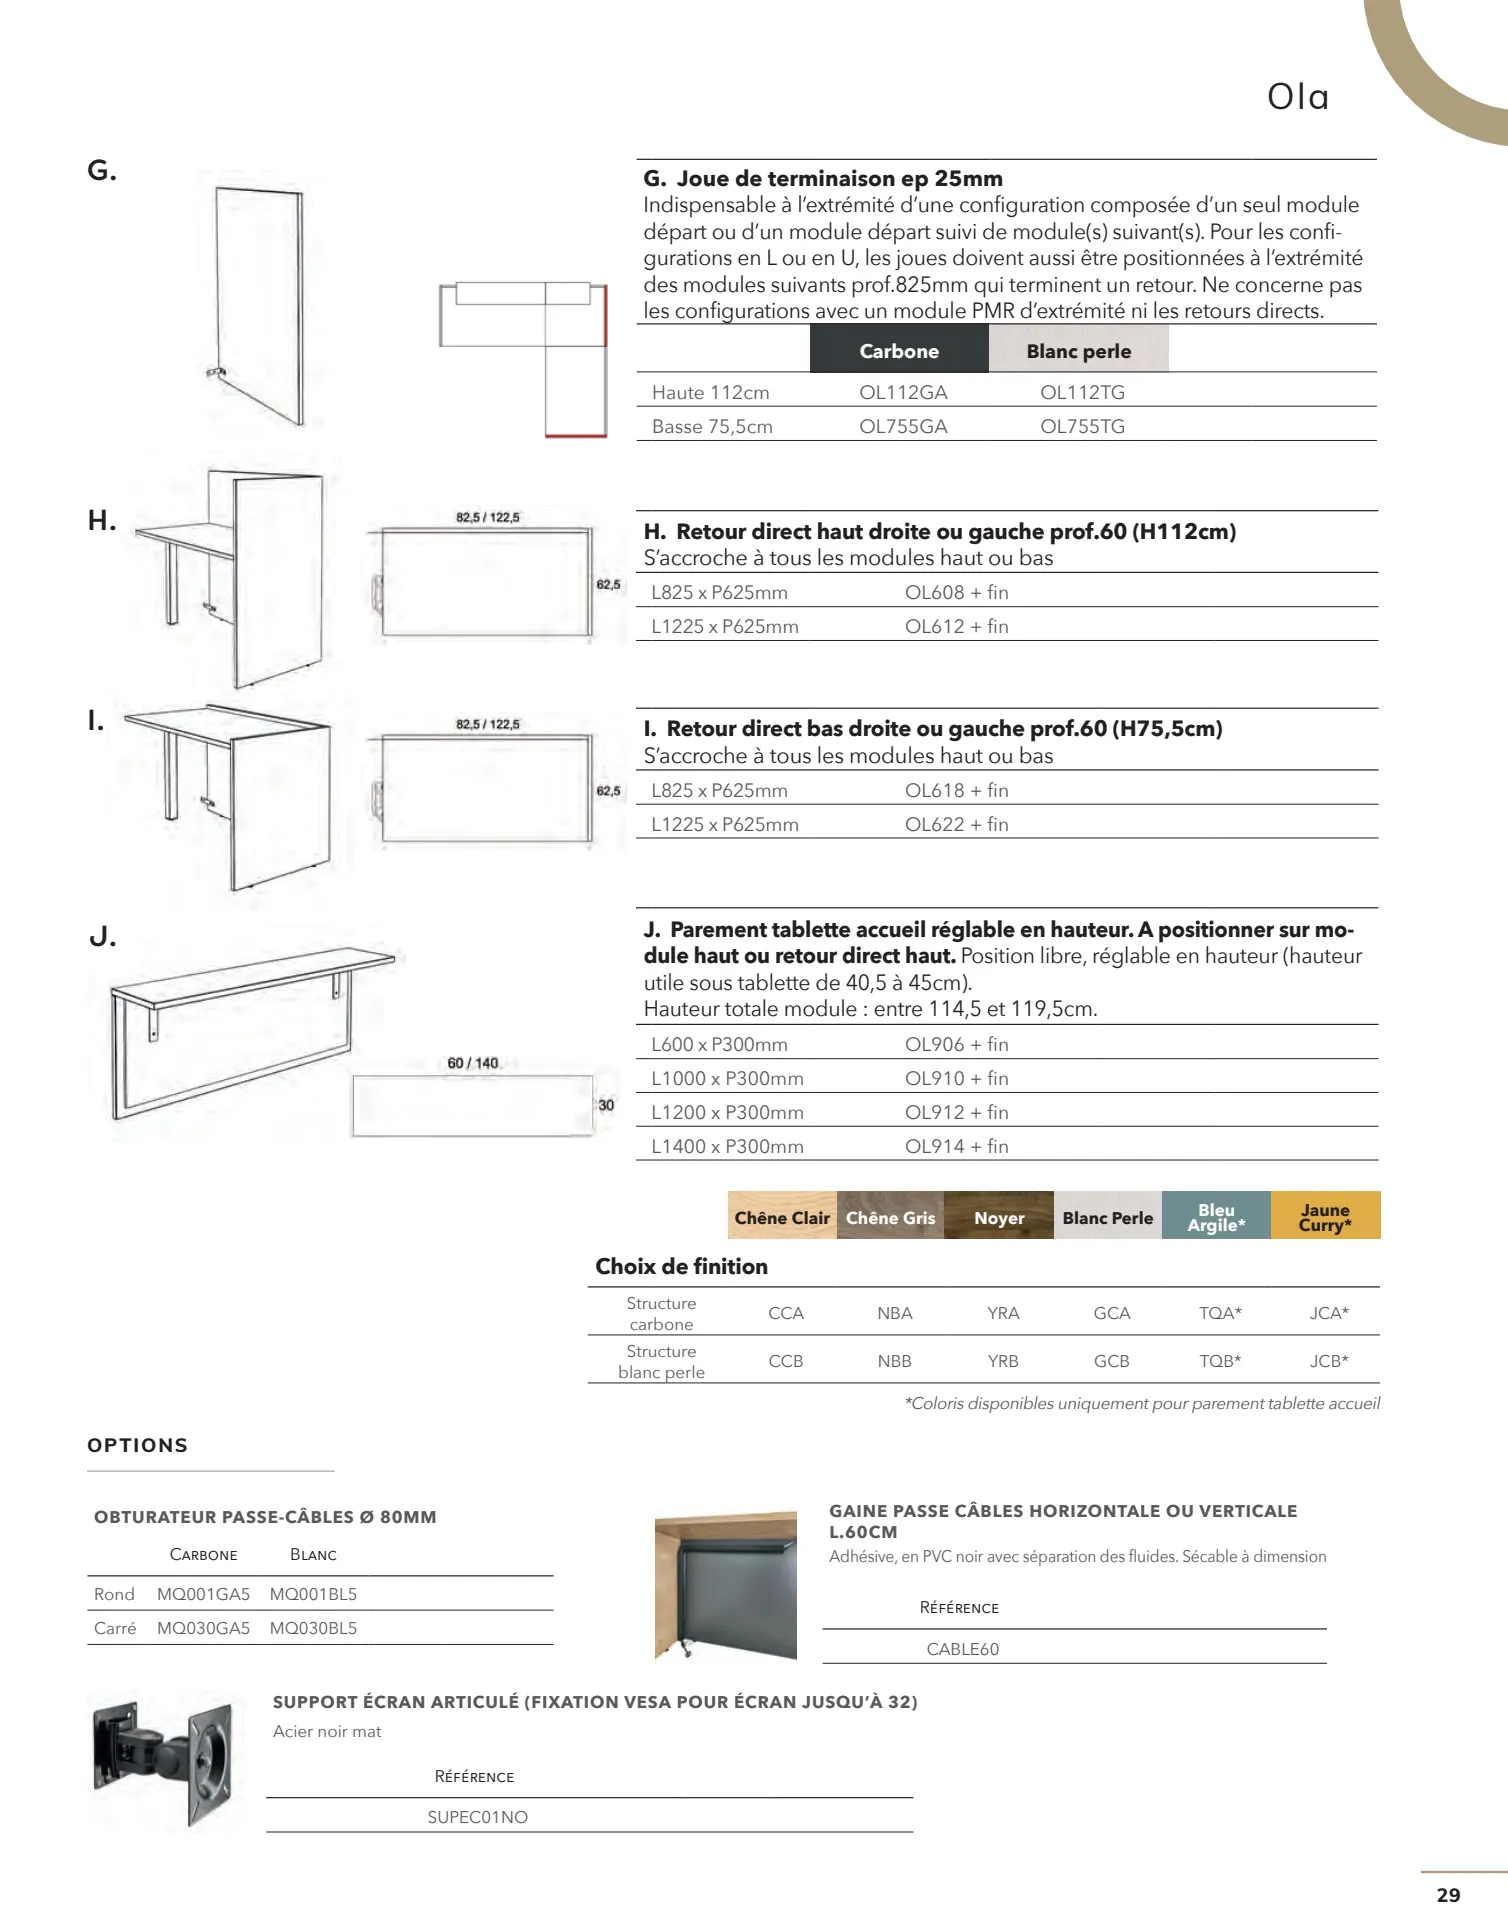 Ola
G.
G. Joue de terminaison ep 25mm
Indispensable à l'extrémité d'une configuration composée d'un seul module
départ ou d'un module départ suivi de module(s) suivant(s). Pour les confi-
gurations en L ou en U, les joues doivent aussi être positionnées à l'extrémité
des modules suivants prof.825mm qui terminent un retour. Ne concerne pas
les configurations avec un module PMR d'extrémité ni les retours directs.
Carbone Blanc perle
Haute 112cm OL112GA OL112TG
Basse 75,5cm OL755GA OL755TG
H.
82,5 / 122,5
62,5
H. Retour direct haut droite ou gauche prof.60 (H112cm)
S'accroche à tous les modules haut ou bas
L825 x P625mm OL608 + fin
L1225 x P625mm OL612 + fin
I.
82,5 / 122,5
62,5
I. Retour direct bas droite ou gauche prof.60 (H75,5cm)
S'accroche à tous les modules haut ou bas
L825 x P625mm OL618 + fin
L1225 x P625mm OL622 + fin
J.
60 / 140
30
J. Parement tablette accueil réglable en hauteur. A positionner sur mo-
dule haut ou retour direct haut. Position libre, réglable en hauteur (hauteur
utile sous tablette de 40,5 à 45cm).
Hauteur totale module : entre 114,5 et 119,5cm.
L600 x P300mm OL906 + fin
L1000 x P300mm OL910 + fin
L1200 x P300mm OL912 + fin
L1400 x P300mm OL914 + fin
Chêne Clair Chêne Gris Noyer Blanc Perle Bleu Argile* Jaune Curry*
Choix de finition
Structure carbone CCA NBA YRA GCA TQA* JCA*
Structure blanc perle CCB NBB YRB GCB TQB* JCB*
*Coloris disponibles uniquement pour parement tablette accueil
OPTIONS
OBTURATEUR PASSE-CÂBLES Ø 80MM
CARBONE BLANC
Rond MQ001GA5 MQ001BL5
Carré MQ030GA5 MQ030BL5
GAINE PASSE CÂBLES HORIZONTALE OU VERTICALE
L.60CM
Adhésive, en PVC noir avec séparation des fluides. Sécable à dimension
RÉFÉRENCE
CABLE60
SUPPORT ÉCRAN ARTICULÉ (FIXATION VESA POUR ÉCRAN JUSQU'À 32)
Acier noir mat
RÉFÉRENCE
SUPEC01NO
29